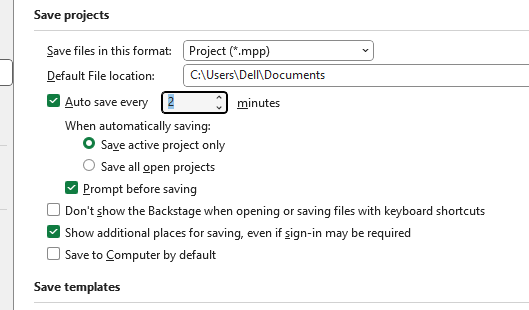 Save projects
Save files in this format: Project (*.mpp)
Default File location: C:\Users\Dell\Documents
Auto save every 2 minutes
When automatically saving:
Save active project only
Save all open projects
Prompt before saving
Don't show the Backstage when opening or saving files with keyboard shortcuts
Show additional places for saving, even if sign-in may be required
Save to Computer by default
Save templates